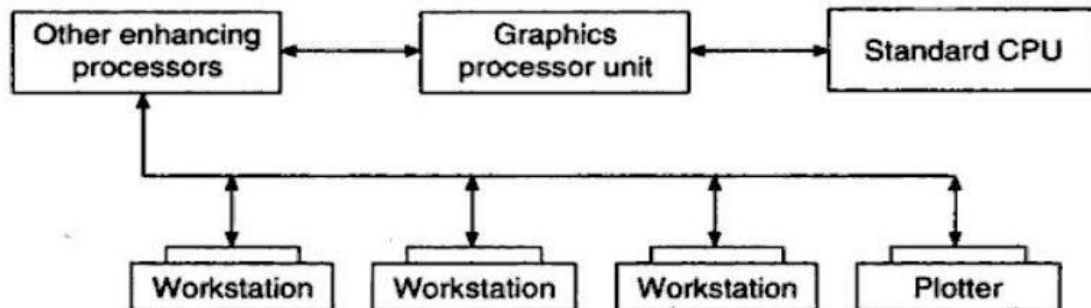 Other enhancing
processors
Graphics
processor unit
Standard CPU
Workstation
Workstation
Workstation
Plotter